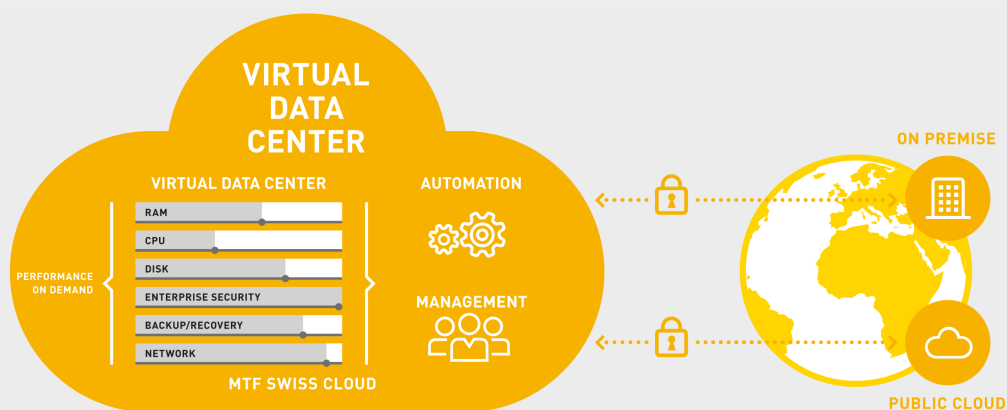 VIRTUAL
DATA
CENTER
VIRTUAL DATA CENTER
RAM
CPU
DISK
ENTERPRISE SECURITY
BACKUP/RECOVERY
NETWORK
PERFORMANCE
ON DEMAND
MTF SWISS CLOUD
AUTOMATION
MANAGEMENT
ON PREMISE
PUBLIC CLOUD